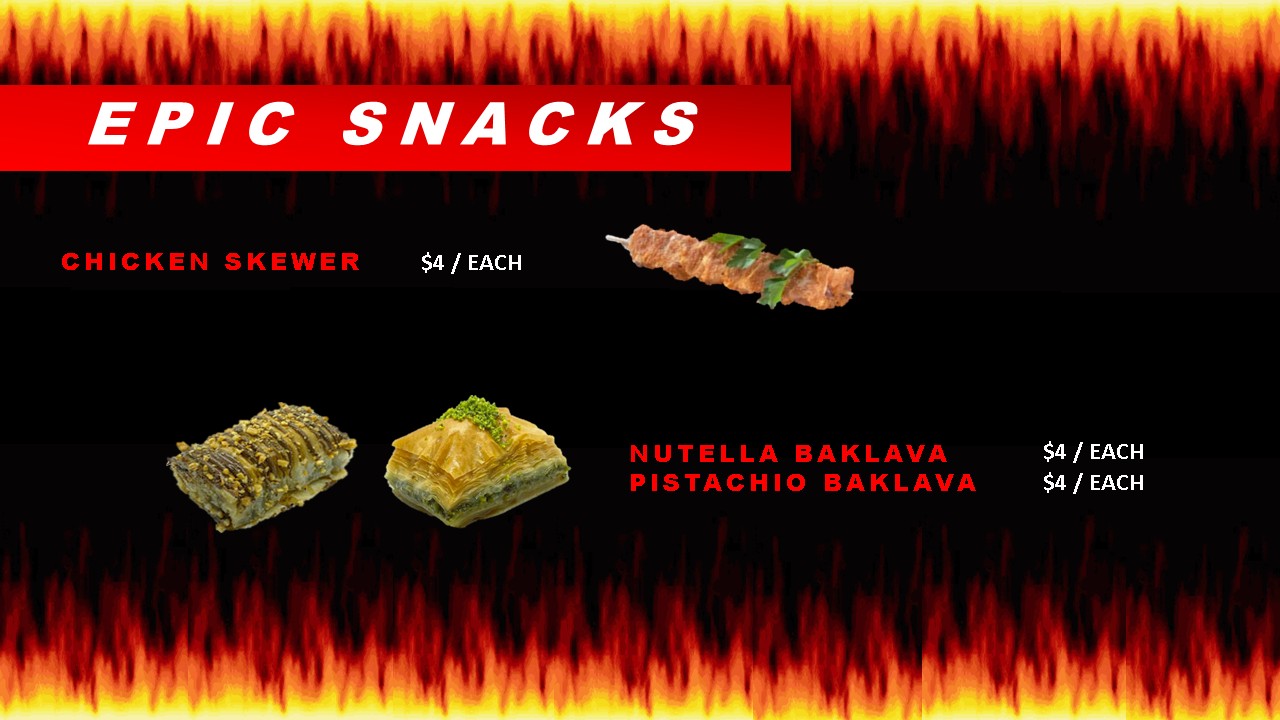 EPIC SNACKS
CHICKEN SKEWER $4 / EACH
NUTELLA BAKLAVA $4 / EACH
PISTACHIO BAKLAVA $4 / EACH